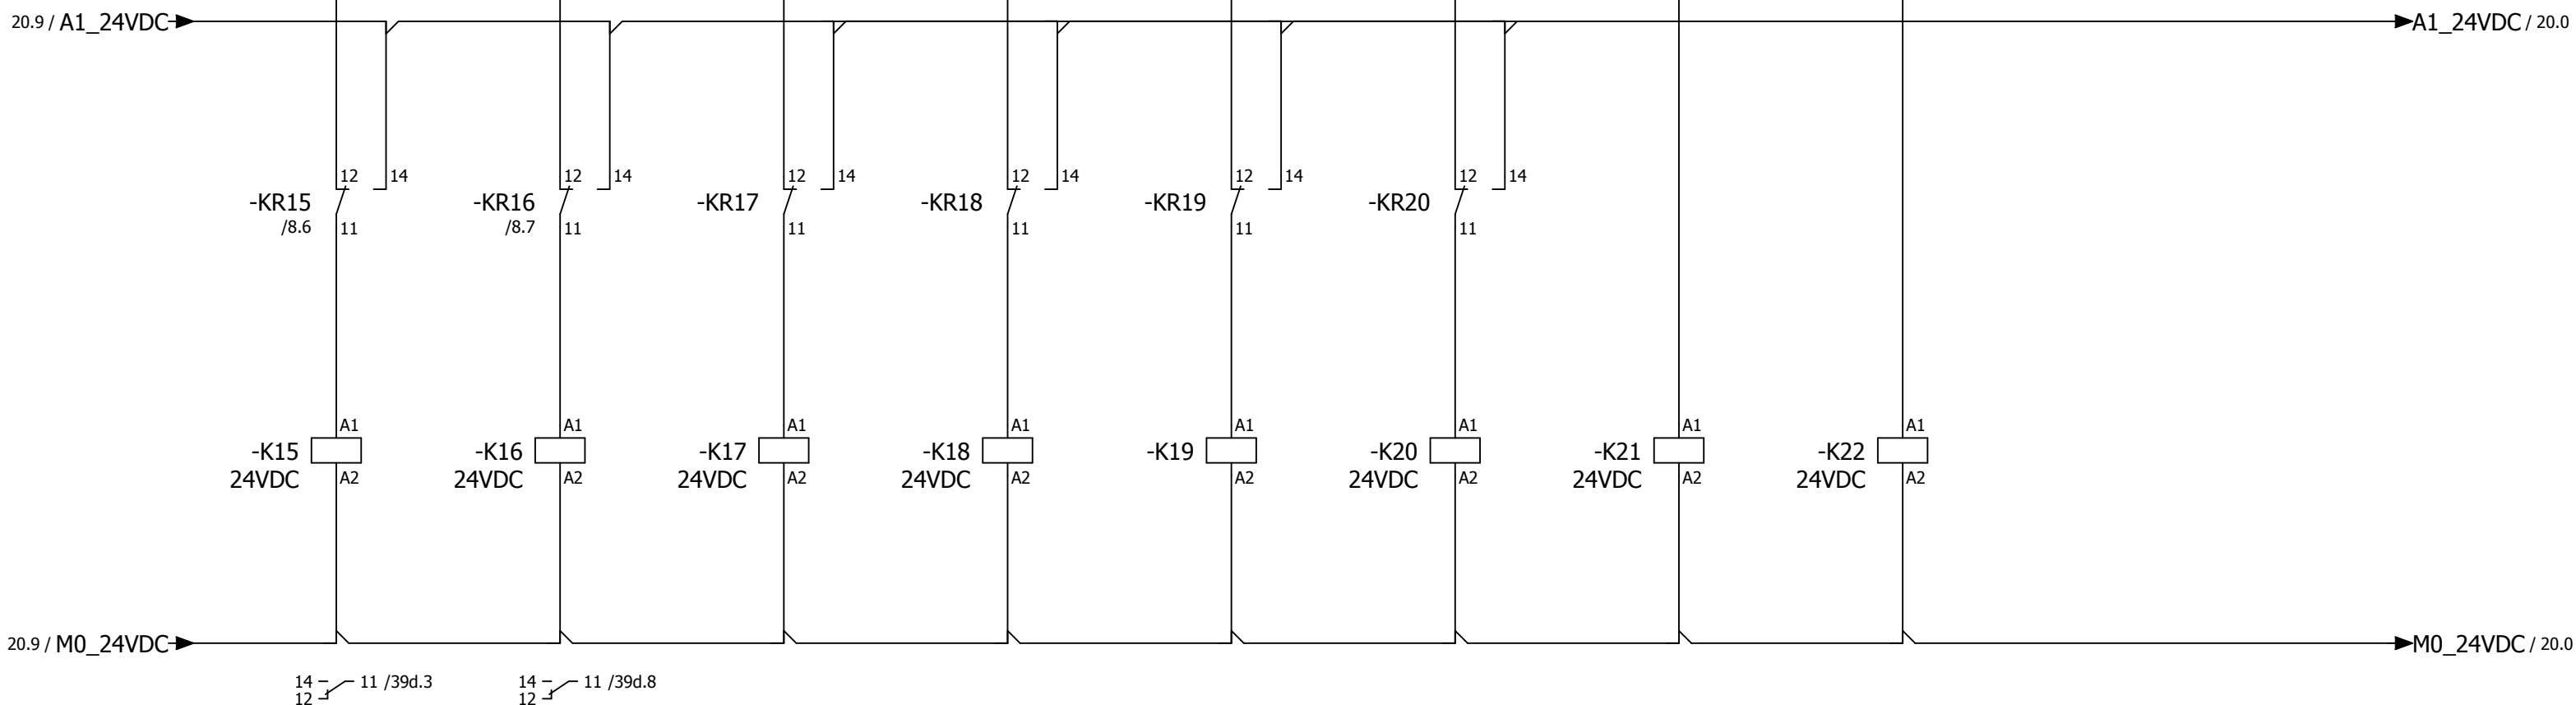 20.9 / A1_24VDC
A1_24VDC / 20.0
12 14 12 14 12 14 12 14 12 14 12 14
-KR15 -KR16 -KR17 -KR18 -KR19 -KR20
/8.6 11 /8.7 11 11 11 11 11
A1 A1 A1 A1 A1 A1 A1 A1
-K15 -K16 -K17 -K18 -K19 -K20 -K21 -K22
24VDC A2 24VDC A2 24VDC A2 24VDC A2 A2 24VDC A2 24VDC A2 24VDC A2
20.9 / M0_24VDC
M0_24VDC / 20.0
14 11 /39d.3 14 11 /39d.8
12 12